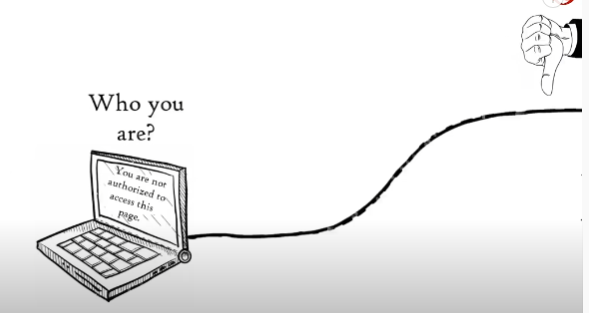 Who you
are?
You are not
authorized to
access this
page.